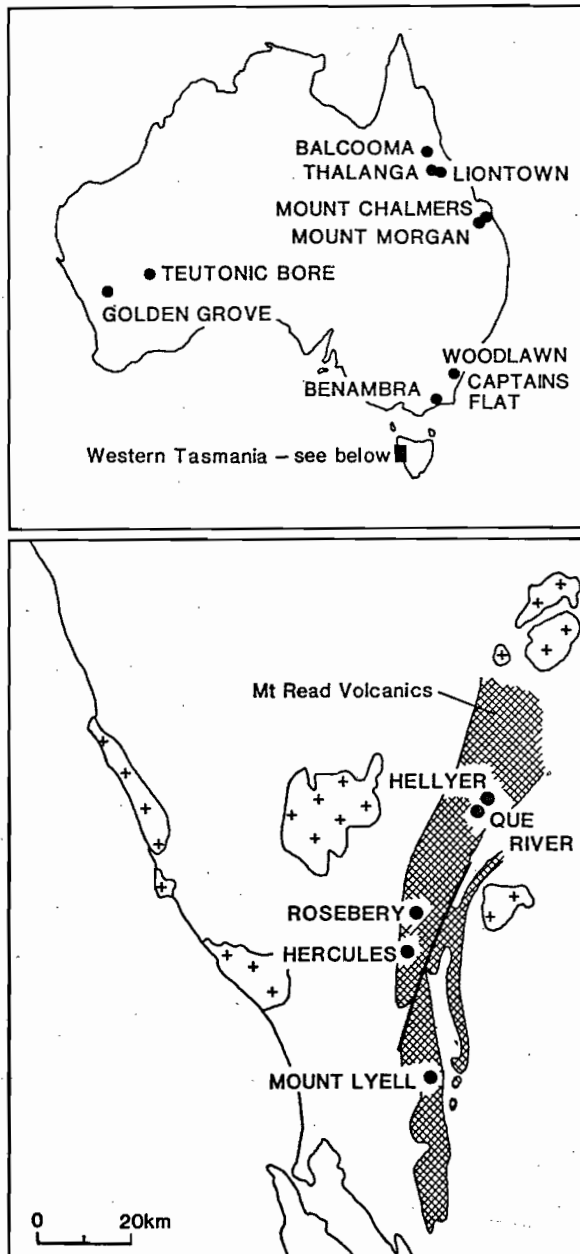 BALCOOMA
THALANGA
LIONTOWN
MOUNT CHALMERS
MOUNT MORGAN
TEUTONIC BORE
GOLDEN GROVE
WOODLAWN
BENAMBRA
CAPTAINS
FLAT
Western Tasmania – see below
Mt Read Volcanics
HELLYER
QUE
RIVER
ROSEBERY
HERCULES
MOUNT LYELL
0 20km